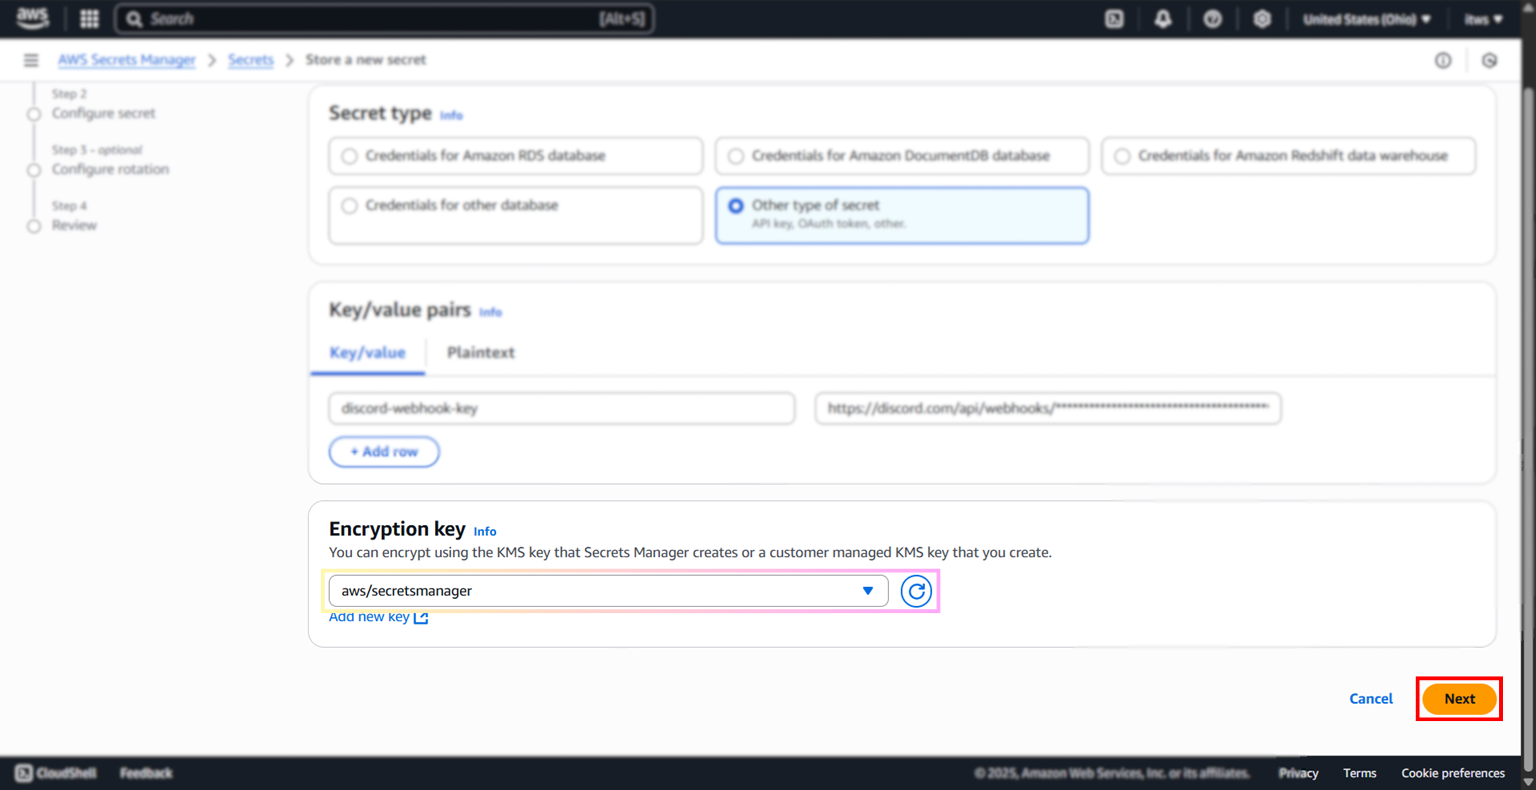 aws Search [Alt+S] United States (Ohio) itws
AWS Secrets Manager > Secrets > Store a new secret
Step 2
Configure secret
Step 3 - optional
Configure rotation
Step 4
Review
Secret type Info
Credentials for Amazon RDS database
Credentials for Amazon DocumentDB database
Credentials for Amazon Redshift data warehouse
Credentials for other database
Other type of secret
API key, OAuth token, other.
Key/value pairs Info
Key/value Plaintext
discord-webhook-key
https://discord.com/api/webhooks/****************************************
+ Add row
Encryption key Info
You can encrypt using the KMS key that Secrets Manager creates or a customer managed KMS key that you create.
aws/secretsmanager
Add new key
Cancel Next
CloudShell Feedback © 2025, Amazon Web Services, Inc. or its affiliates. Privacy Terms Cookie preferences